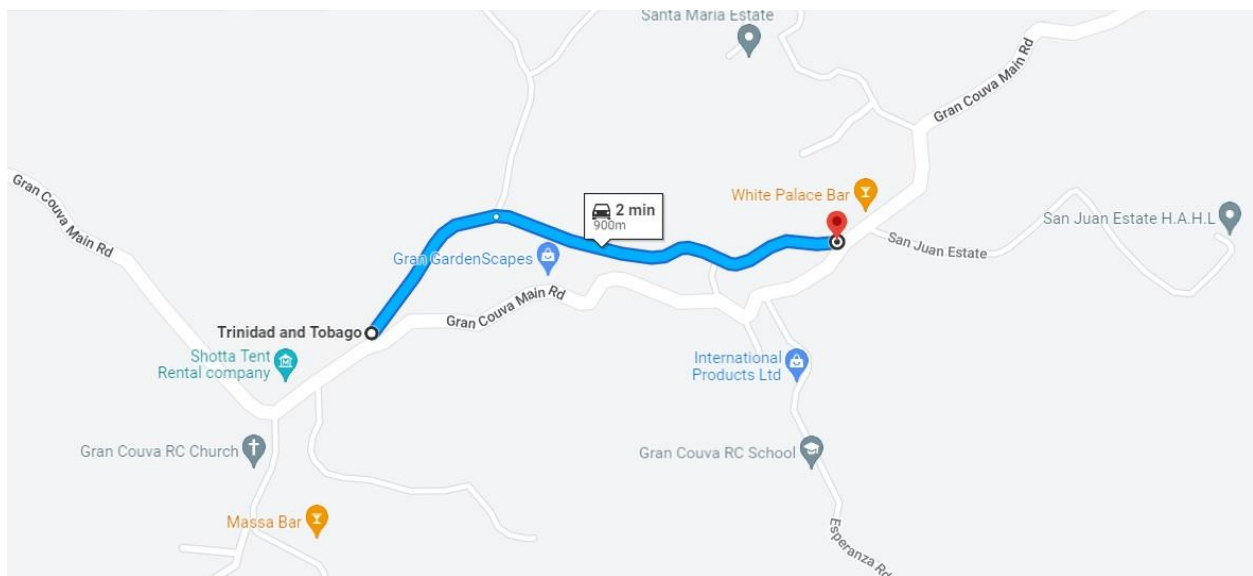 Santa Maria Estate
Gran Couva Main Rd
White Palace Bar
2 min
900m
Gran Couva Main Rd
San Juan Estate H.A.H.L
San Juan Estate
Gran GardenScapes
Gran Couva Main Rd
Trinidad and Tobago
Shotta Tent
Rental company
International
Products Ltd
Gran Couva RC Church
Gran Couva RC School
Massa Bar
Esperanza Rd